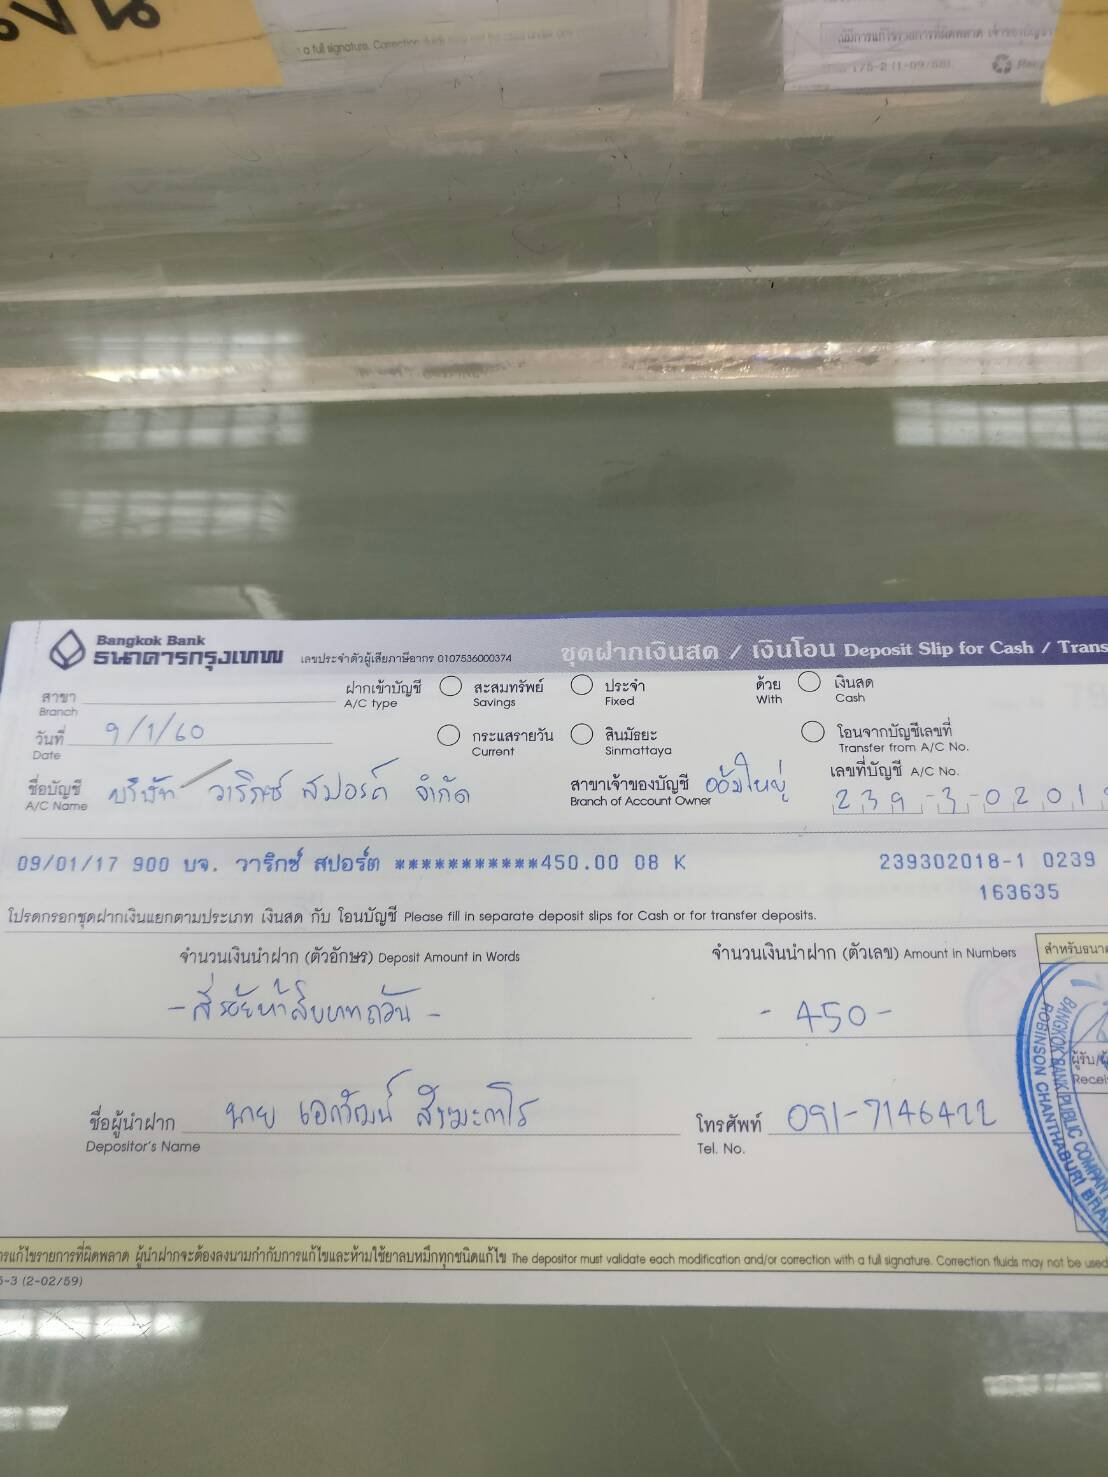 a full signature. Correction fluids may not be used under any
175-2 (1-09/58)
Bangkok Bank
ธนาคารกรุงเทพ
เลขประจำตัวผู้เสียภาษีอากร 0107536000374
ชุดฝากเงินสด / เงินโอน Deposit Slip for Cash / Trans
สาขา
Branch
ฝากเข้าบัญชี
A/C type
สะสมทรัพย์
Savings
ประจำ
Fixed
ด้วย
With
เงินสด
Cash
วันที่ 9/1/60
Date
กระแสรายวัน
Current
สินมัธยะ
Sinmattaya
โอนจากบัญชีเลขที่
Transfer from A/C No.
ชื่อบัญชี บริษัท วาริกซ์ สปอร์ต จำกัด
A/C Name
สาขาเจ้าของบัญชี อ้อมใหญ่
Branch of Account Owner
เลขที่บัญชี A/C No.
239-3-0201
09/01/17 900 บจ. วาริกซ์ สปอร์ต ***********450.00 08 K 239302018-1 0239
163635
โปรดกรอกชุดฝากเงินแยกตามประเภท เงินสด กับ โอนบัญชี Please fill in separate deposit slips for Cash or for transfer deposits.
จำนวนเงินนำฝาก (ตัวอักษร) Deposit Amount in Words
จำนวนเงินนำฝาก (ตัวเลข) Amount in Numbers
สำหรับธนา
- สี่ร้อยห้าสิบบาทถ้วน -
- 450 -
BANGKOK BANK PUBLIC COMPAN
ROBINSON CHANTHABURI BRA
ผู้รับ/
Recei
ชื่อผู้นำฝาก นาย เอกวัฒน์
Depositor's Name
โทรศัพท์ 091-7146422
Tel. No.
การแก้ไขรายการที่ผิดพลาด ผู้นำฝากจะต้องลงนามกำกับการแก้ไขและห้ามใช้ยาลบหมึกทุกชนิดแก้ไข The depositor must validate each modification and/or correction with a full signature. Correction fluids may not be used
5-3 (2-02/59)